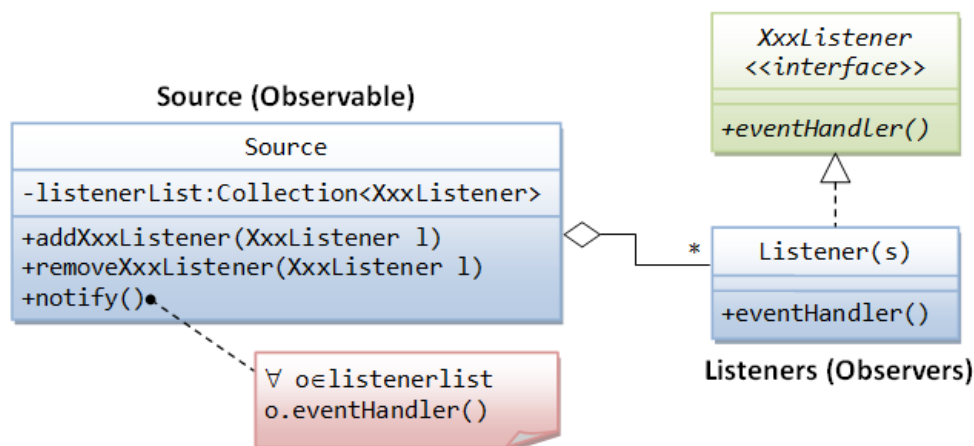 Source (Observable)
Source
-listenerList:Collection<XxxListener>
+addXxxListener(XxxListener l)
+removeXxxListener(XxxListener l)
+notify()
∀ o∈listenerlist
o.eventHandler()
XxxListener
<<interface>>
+eventHandler()
*
Listener(s)
+eventHandler()
Listeners (Observers)